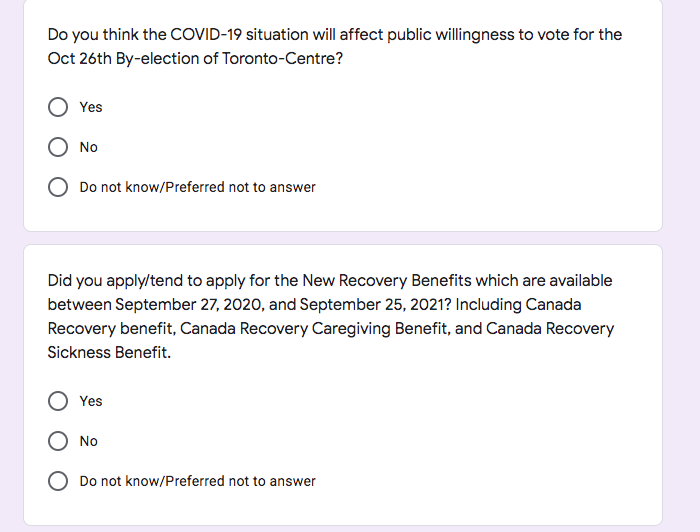 Do you think the COVID-19 situation will affect public willingness to vote for the
Oct 26th By-election of Toronto-Centre?
Yes
No
Do not know/Preferred not to answer
Did you apply/tend to apply for the New Recovery Benefits which are available
between September 27, 2020, and September 25, 2021? Including Canada
Recovery benefit, Canada Recovery Caregiving Benefit, and Canada Recovery
Sickness Benefit.
Yes
No
Do not know/Preferred not to answer